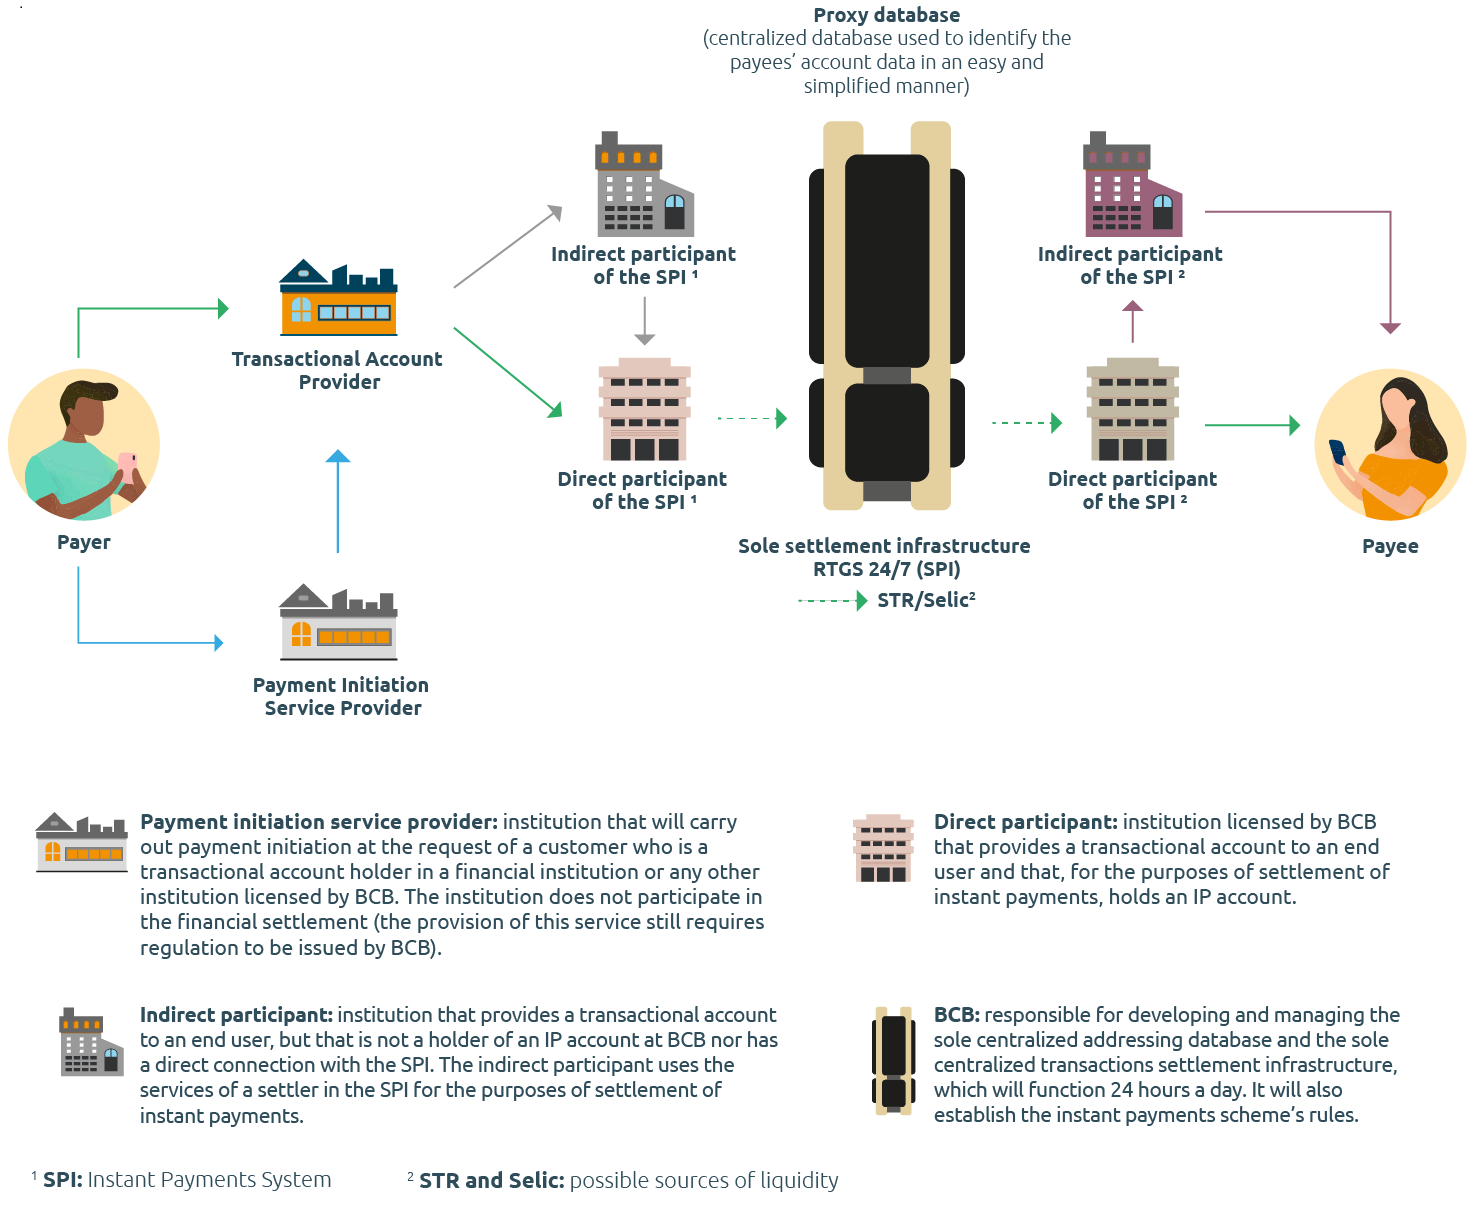 Proxy database
(centralized database used to identify the
payees’ account data in an easy and
simplified manner)
Indirect participant
of the SPI ¹
Indirect participant
of the SPI ²
Transactional Account
Provider
Direct participant
of the SPI ¹
Direct participant
of the SPI ²
Payer
Sole settlement infrastructure
RTGS 24/7 (SPI)
STR/Selic²
Payee
Payment Initiation
Service Provider
Payment initiation service provider: institution that will carry
out payment initiation at the request of a customer who is a
transactional account holder in a financial institution or any other
institution licensed by BCB. The institution does not participate in
the financial settlement (the provision of this service still requires
regulation to be issued by BCB).
Direct participant: institution licensed by BCB
that provides a transactional account to an end
user and that, for the purposes of settlement of
instant payments, holds an IP account.
Indirect participant: institution that provides a transactional account
to an end user, but that is not a holder of an IP account at BCB nor has
a direct connection with the SPI. The indirect participant uses the
services of a settler in the SPI for the purposes of settlement of
instant payments.
BCB: responsible for developing and managing the
sole centralized addressing database and the sole
centralized transactions settlement infrastructure,
which will function 24 hours a day. It will also
establish the instant payments scheme’s rules.
¹ SPI: Instant Payments System
² STR and Selic: possible sources of liquidity